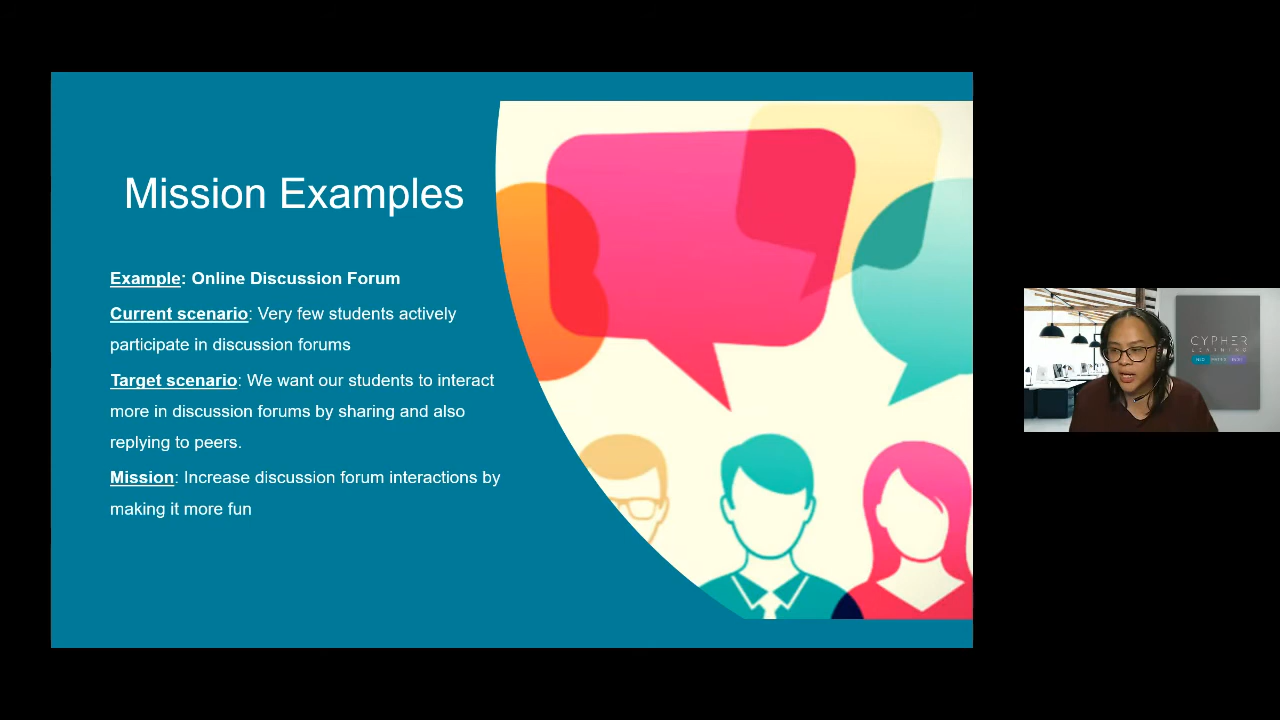 Mission Examples
Example: Online Discussion Forum
Current scenario: Very few students actively
participate in discussion forums
Target scenario: We want our students to interact
more in discussion forums by sharing and also
replying to peers.
Mission: Increase discussion forum interactions by
making it more fun
CYPHER
LEARNING